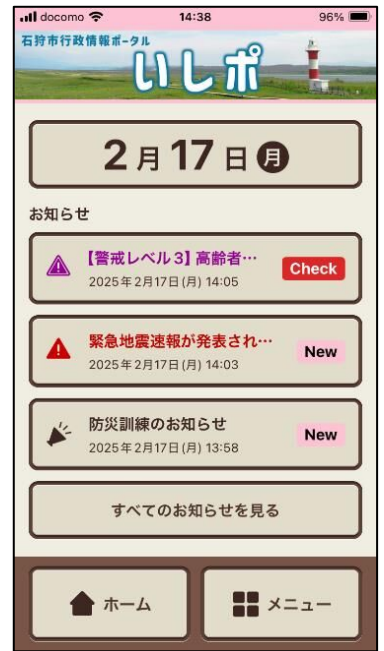 docomo 14:38 96%
石狩市行政情報ポータル
いしポ
2月17日 月
お知らせ
【警戒レベル3】高齢者…
2025年2月17日(月) 14:05
Check
緊急地震速報が発表され…
2025年2月17日(月) 14:03
New
防災訓練のお知らせ
2025年2月17日(月) 13:58
New
すべてのお知らせを見る
ホーム メニュー